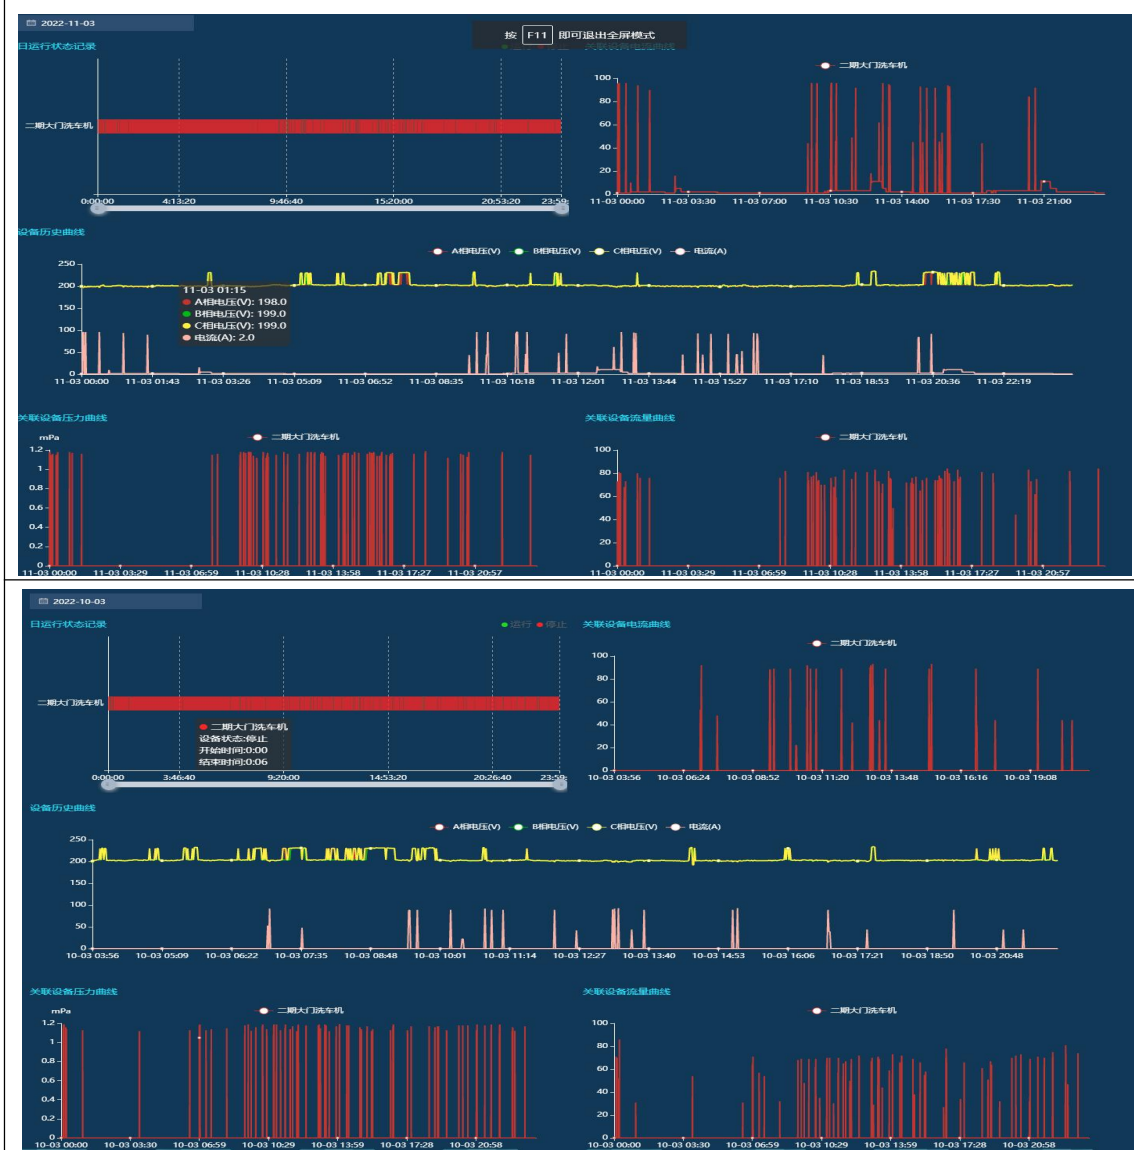 2022-11-03
按 F11 即可退出全屏模式
日运行状态记录
关联设备电流曲线
二期大门洗车机
二期大门洗车机
100
80
60
40
20
0
0:00:00 4:13:20 9:46:40 15:20:00 20:53:20 23:59:
11-03 00:00 11-03 03:30 11-03 07:00 11-03 10:30 11-03 14:00 11-03 17:30 11-03 21:00
设备历史曲线
A相电压(V) B相电压(V) C相电压(V) 电流(A)
250
200
150
100
50
0
11-03 01:15
A相电压(V): 198.0
B相电压(V): 199.0
C相电压(V): 199.0
电流(A): 2.0
11-03 00:00 11-03 01:43 11-03 03:26 11-03 05:09 11-03 06:52 11-03 08:35 11-03 10:18 11-03 12:01 11-03 13:44 11-03 15:27 11-03 17:10 11-03 18:53 11-03 20:36 11-03 22:19
关联设备压力曲线
mPa
二期大门洗车机
1.2
1
0.8
0.6
0.4
0.2
0
11-03 00:00 11-03 03:29 11-03 06:59 11-03 10:28 11-03 13:58 11-03 17:27 11-03 20:57
关联设备流量曲线
二期大门洗车机
100
80
60
40
20
0
11-03 00:00 11-03 03:29 11-03 06:59 11-03 10:28 11-03 13:58 11-03 17:27 11-03 20:57
2022-10-03
日运行状态记录
运行 停止
二期大门洗车机
二期大门洗车机
设备状态:停止
开始时间:0:00
结束时间:0:06
0:00:00 3:46:40 9:20:00 14:53:20 20:26:40 23:59:
关联设备电流曲线
二期大门洗车机
100
80
60
40
20
0
10-03 03:56 10-03 06:24 10-03 08:52 10-03 11:20 10-03 13:48 10-03 16:16 10-03 19:08
设备历史曲线
A相电压(V) B相电压(V) C相电压(V) 电流(A)
250
200
150
100
50
0
10-03 03:56 10-03 05:09 10-03 06:22 10-03 07:35 10-03 08:48 10-03 10:01 10-03 11:14 10-03 12:27 10-03 13:40 10-03 14:53 10-03 16:06 10-03 17:21 10-03 18:50 10-03 20:48
关联设备压力曲线
mPa
二期大门洗车机
1.2
1
0.8
0.6
0.4
0.2
0
10-03 00:00 10-03 03:30 10-03 06:59 10-03 10:29 10-03 13:59 10-03 17:28 10-03 20:58
关联设备流量曲线
二期大门洗车机
100
80
60
40
20
0
10-03 00:00 10-03 03:30 10-03 06:59 10-03 10:29 10-03 13:59 10-03 17:28 10-03 20:58